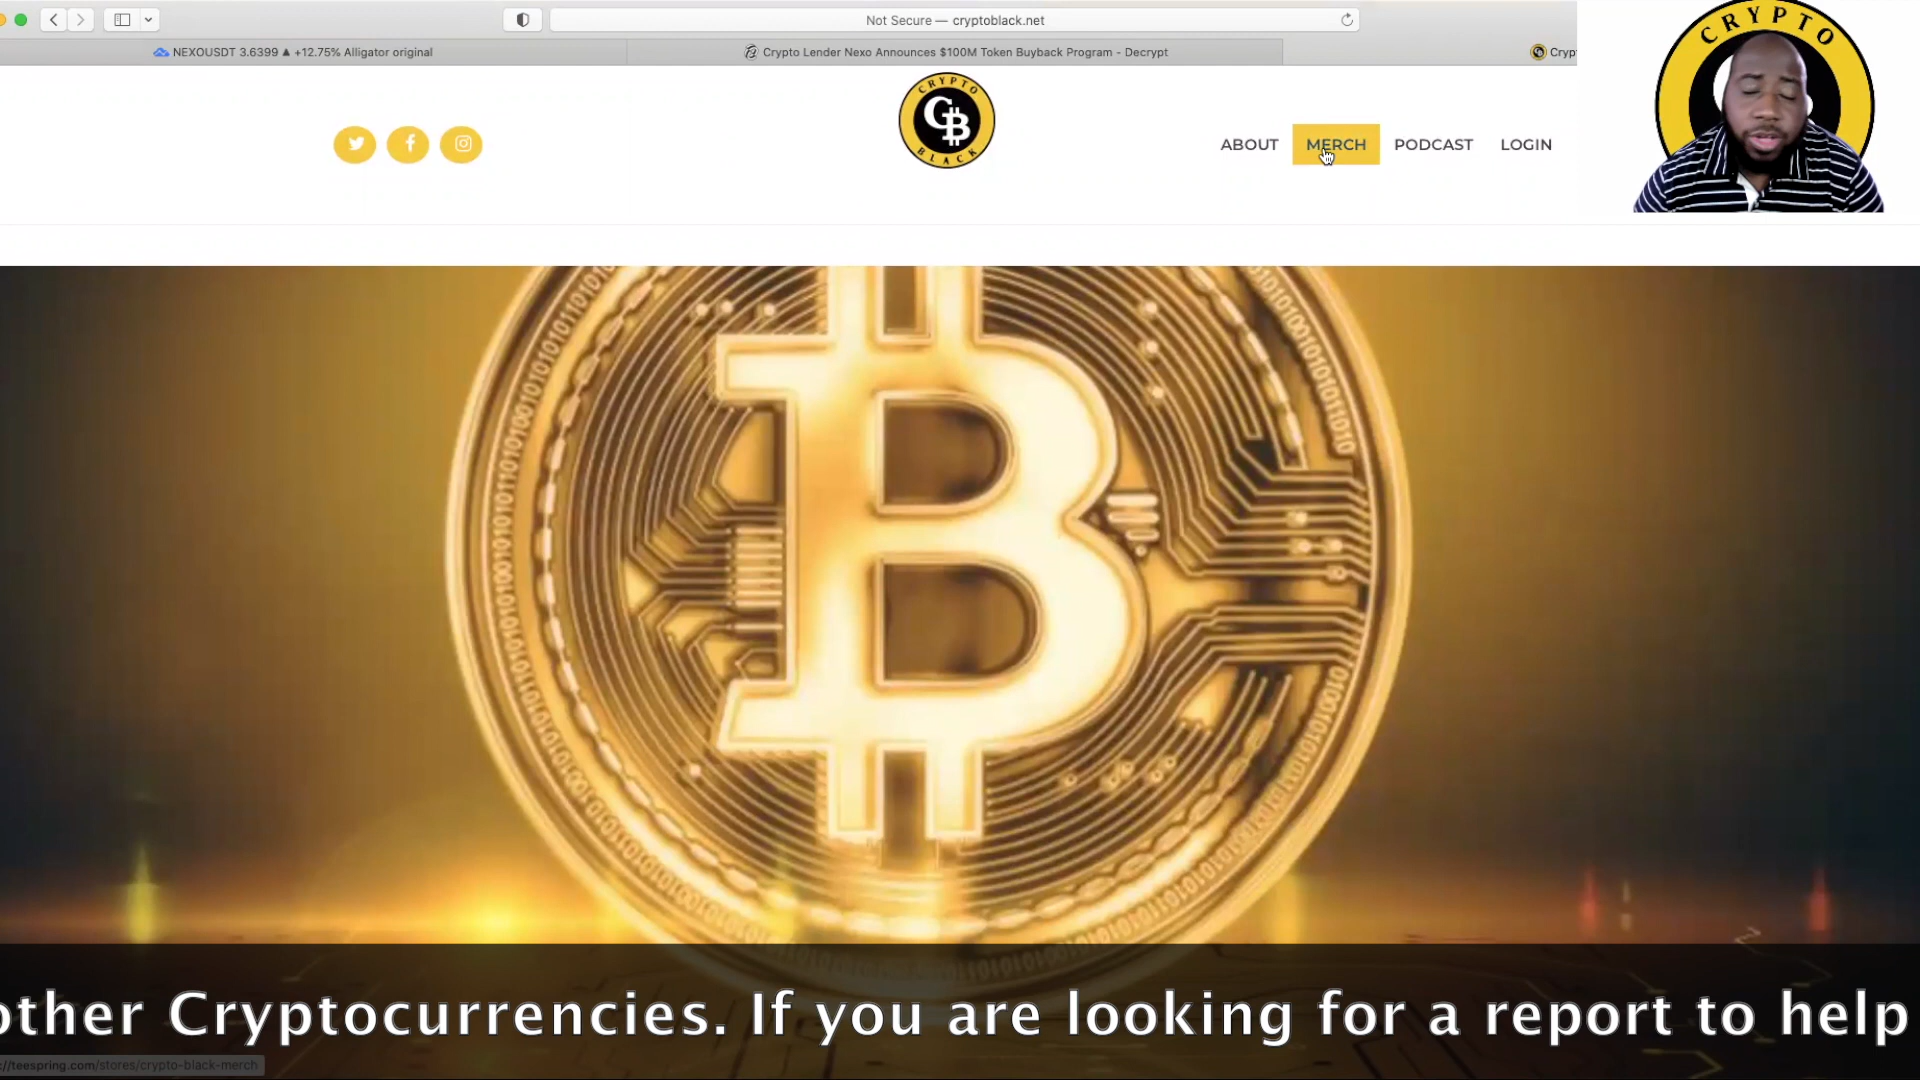 Not Secure — cryptoblack.net
NEXOUSDT 3.6399 ▲ +12.75% Alligator original
Crypto Lender Nexo Announces $100M Token Buyback Program - Decrypt
Cryp
CRYPTO
CRYPTO
CB
BLACK
ABOUT
MERCH
PODCAST
LOGIN
other Cryptocurrencies. If you are looking for a report to help
://teespring.com/stores/crypto-black-merch